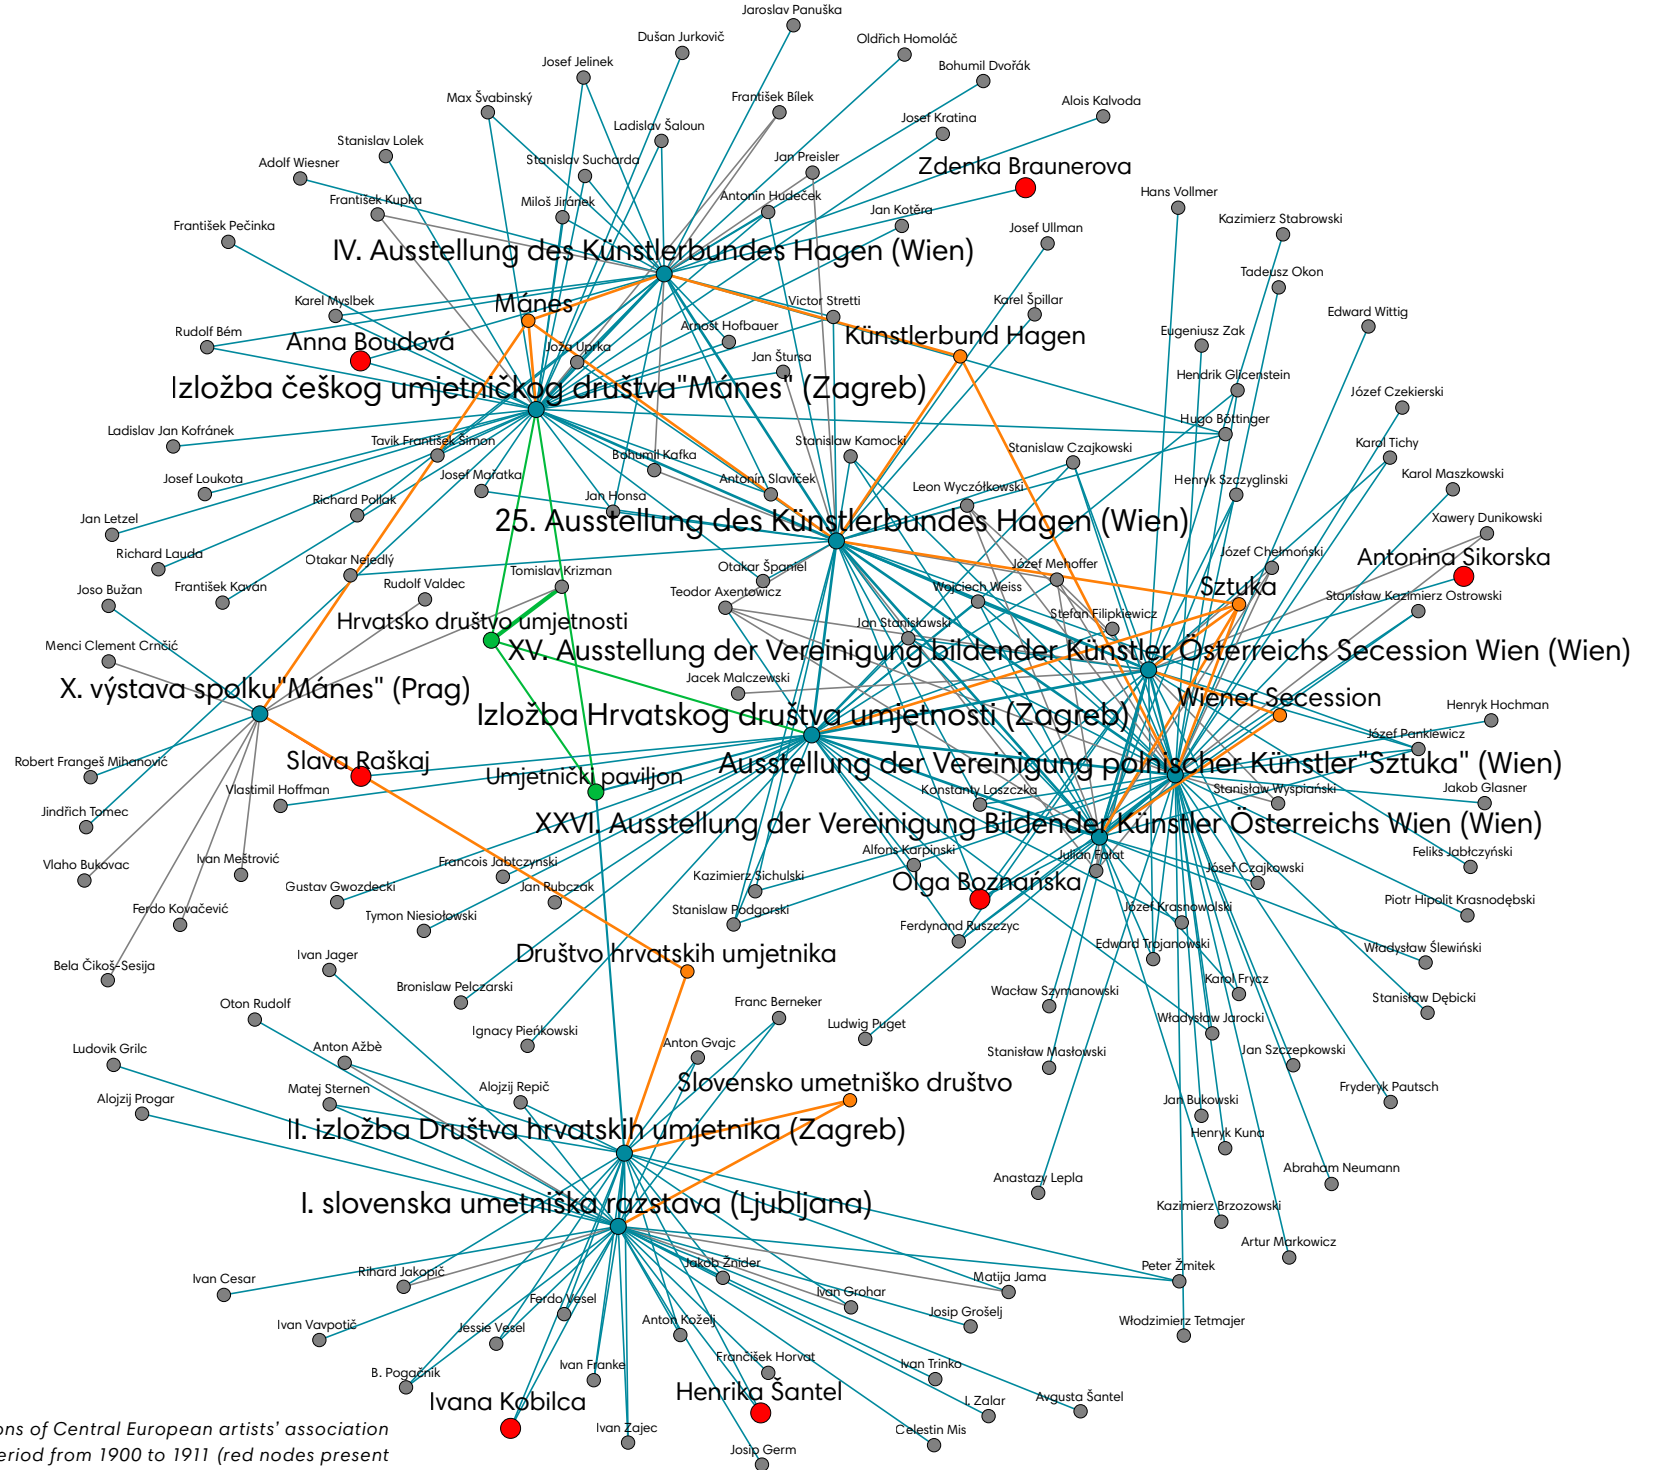 Jaroslav Panuška
Dušan Jurkovič
Oldřich Homoláč
Josef Jelinek
Bohumil Dvořák
Max Švabinský
František Bílek
Alois Kalvoda
Josef Kratina
Ladislav Šaloun
Stanislav Lolek
Jan Preisler
Stanislav Sucharda
Adolf Wiesner
Zdenka Braunerova
Hans Vollmer
František Kupka
Miloš Jiránek
Antonin Hudeček
Jan Kotěra
Kazimierz Stabrowski
František Pečinka
Josef Ullman
IV. Ausstellung des Künstlerbundes Hagen (Wien)
Tadeusz Okon
Karel Myslbek
Mánes
Victor Stretti
Karel Špillar
Edward Wittig
Rudolf Bém
Anna Boudová
Arnošt Hofbauer
Künstlerbund Hagen
Eugeniusz Zak
Joža Uprka
Jan Štursa
Hendrik Glicenstein
Izložba češkog umjetničkog društva"Mánes" (Zagreb)
Józef Czekierski
Hugo Böttinger
Ladislav Jan Kofránek
Tavik František Šimon
Stanislaw Kamocki
Stanislaw Czajkowski
Karol Tichy
Bohumil Kafka
Josef Loukota
Josef Mařatka
Antonín Slavíček
Henryk Szczyglinski
Karol Maszkowski
Richard Pollak
Jan Honsa
Leon Wyczółkowski
Jan Letzel
25. Ausstellung des Künstlerbundes Hagen (Wien)
Xawery Dunikowski
Richard Lauda
Otakar Nejedlý
Otakar Španiel
Józef Mehoffer
Józef Chełmoński
Antonina Sikorska
Joso Bužan
František Kavan
Rudolf Valdec
Tomislav Krizman
Teodor Axentowicz
Wojciech Weiss
Sztuka
Stanisław Kazimierz Ostrowski
Hrvatsko društvo umjetnosti
Jan Stanisławski
Stefan Filipkiewicz
Menci Clement Crnčić
XV. Ausstellung der Vereinigung bildender Künstler Österreichs Secession Wien (Wien)
X. výstava spolku"Mánes" (Prag)
Jacek Malczewski
Wiener Secession
Henryk Hochman
Izložba Hrvatskog društva umjetnosti (Zagreb)
Józef Pankiewicz
Robert Frangeš Mihanović
Slava Raškaj
Umjetnički paviljon
Ausstellung der Vereinigung polnischer Künstler"Sztuka" (Wien)
Vlastimil Hoffman
Konstanty Laszczka
Stanisław Wyspiański
Jakob Glasner
Jindřich Tomec
XXVI. Ausstellung der Vereinigung Bildender Künstler Österreichs Wien (Wien)
Vlaho Bukovac
Ivan Meštrović
Francois Jabtczynski
Alfons Karpinski
Julian Fałat
Feliks Jabłczyński
Gustav Gwozdecki
Jan Rubczak
Kazimierz Sichulski
Olga Boznańska
Jósef Czajkowski
Ferdo Kovačević
Tymon Niesiołowski
Stanislaw Podgorski
Józef Krasnowolski
Piotr Hipolit Krasnodębski
Ferdynand Ruszczyc
Bela Čikoš-Sesija
Ivan Jager
Društvo hrvatskih umjetnika
Edward Trojanowski
Władysław Ślewiński
Bronislaw Pelczarski
Karol Frycz
Oton Rudolf
Franc Berneker
Wacław Szymanowski
Stanisław Dębicki
Ignacy Pieńkowski
Ludwig Puget
Władysław Jarocki
Ludovik Grilc
Anton Ažbè
Anton Gvajc
Stanisław Masłowski
Jan Szczepkowski
Alojzij Progar
Matej Sternen
Alojzij Repič
Slovensko umetniško društvo
Fryderyk Pautsch
Jan Bukowski
II. izložba Društva hrvatskih umjetnika (Zagreb)
Henryk Kuna
Abraham Neumann
Anastazy Lepla
I. slovenska umetniška razstava (Ljubljana)
Kazimierz Brzozowski
Artur Markowicz
Ivan Cesar
Rihard Jakopič
Jakob Žnider
Matija Jama
Peter Žmitek
Ferdo Vesel
Ivan Grohar
Ivan Vavpotič
Jessie Vesel
Anton Koželj
Josip Grošelj
Włodzimierz Tetmajer
B. Pogačnik
Ivan Franke
Frančišek Horvat
Ivan Trinko
Ivana Kobilca
Henrika Šantel
I. Zalar
Avgusta Šantel
Ivan Zajec
Celestin Mis
ons of Central European artists' association
Josip Germ
eriod from 1900 to 1911 (red nodes present